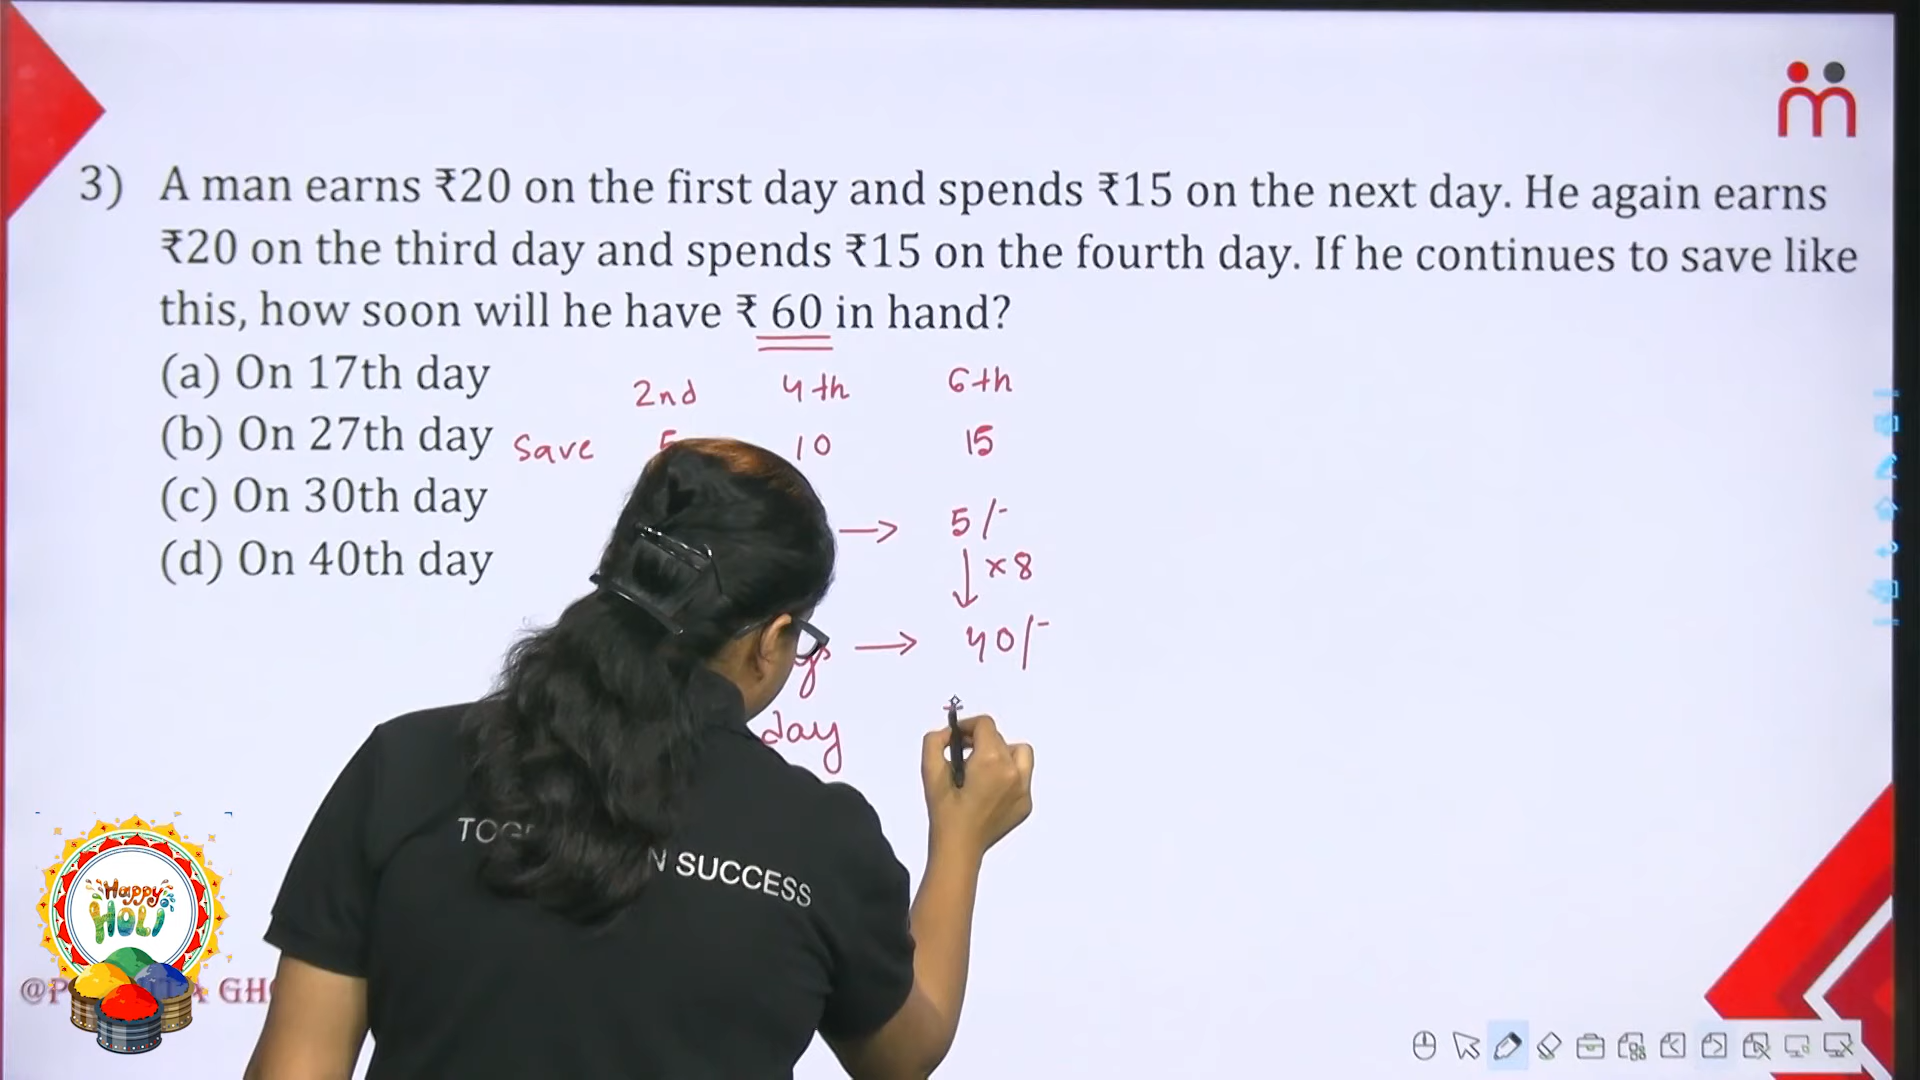 3) A man earns ₹20 on the first day and spends ₹15 on the next day. He again earns
₹20 on the third day and spends ₹15 on the fourth day. If he continues to save like
this, how soon will he have ₹ 60 in hand?
(a) On 17th day
(b) On 27th day
(c) On 30th day
(d) On 40th day
2nd 4th 6th
Save 5 10 15
→ 5/-
↓ ×8
→ 40/-
day
SUCCESS
Happy
HOLI